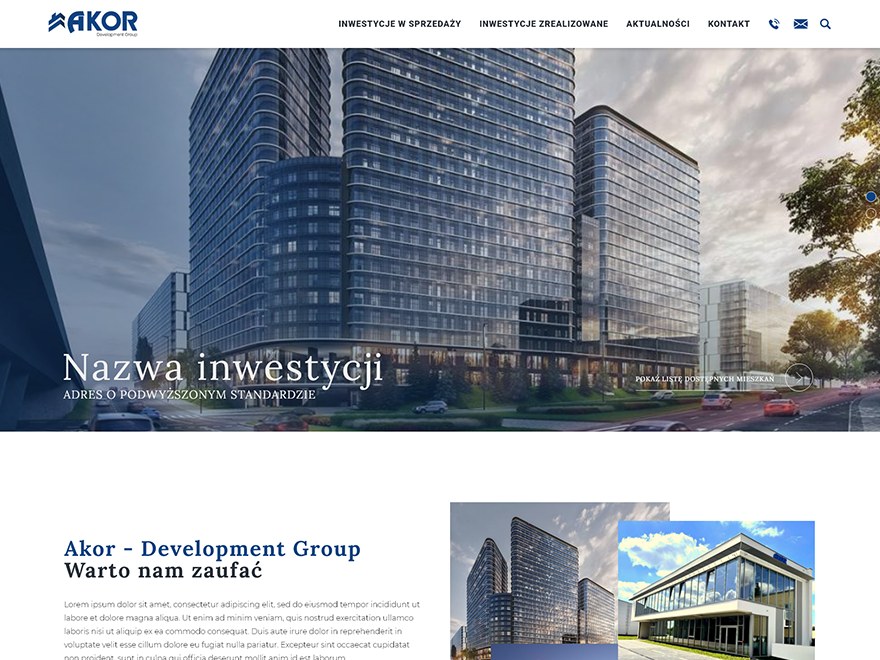 AKOR
Development Group
INWESTYCJE W SPRZEDAŻY
INWESTYCJE ZREALIZOWANE
AKTUALNOŚCI
KONTAKT
Nazwa inwestycji
ADRES O PODWYŻSZONYM STANDARDZIE
POKAŻ LISTĘ DOSTĘPNYCH MIESZKAŃ
Akor - Development Group
Warto nam zaufać
Lorem ipsum dolor sit amet, consectetur adipiscing elit, sed do eiusmod tempor incididunt ut
labore et dolore magna aliqua. Ut enim ad minim veniam, quis nostrud exercitation ullamco
laboris nisi ut aliquip ex ea commodo consequat. Duis aute irure dolor in reprehenderit in
voluptate velit esse cillum dolore eu fugiat nulla pariatur. Excepteur sint occaecat cupidatat
non proident, sunt in culpa qui officia deserunt mollit anim id est laborum.